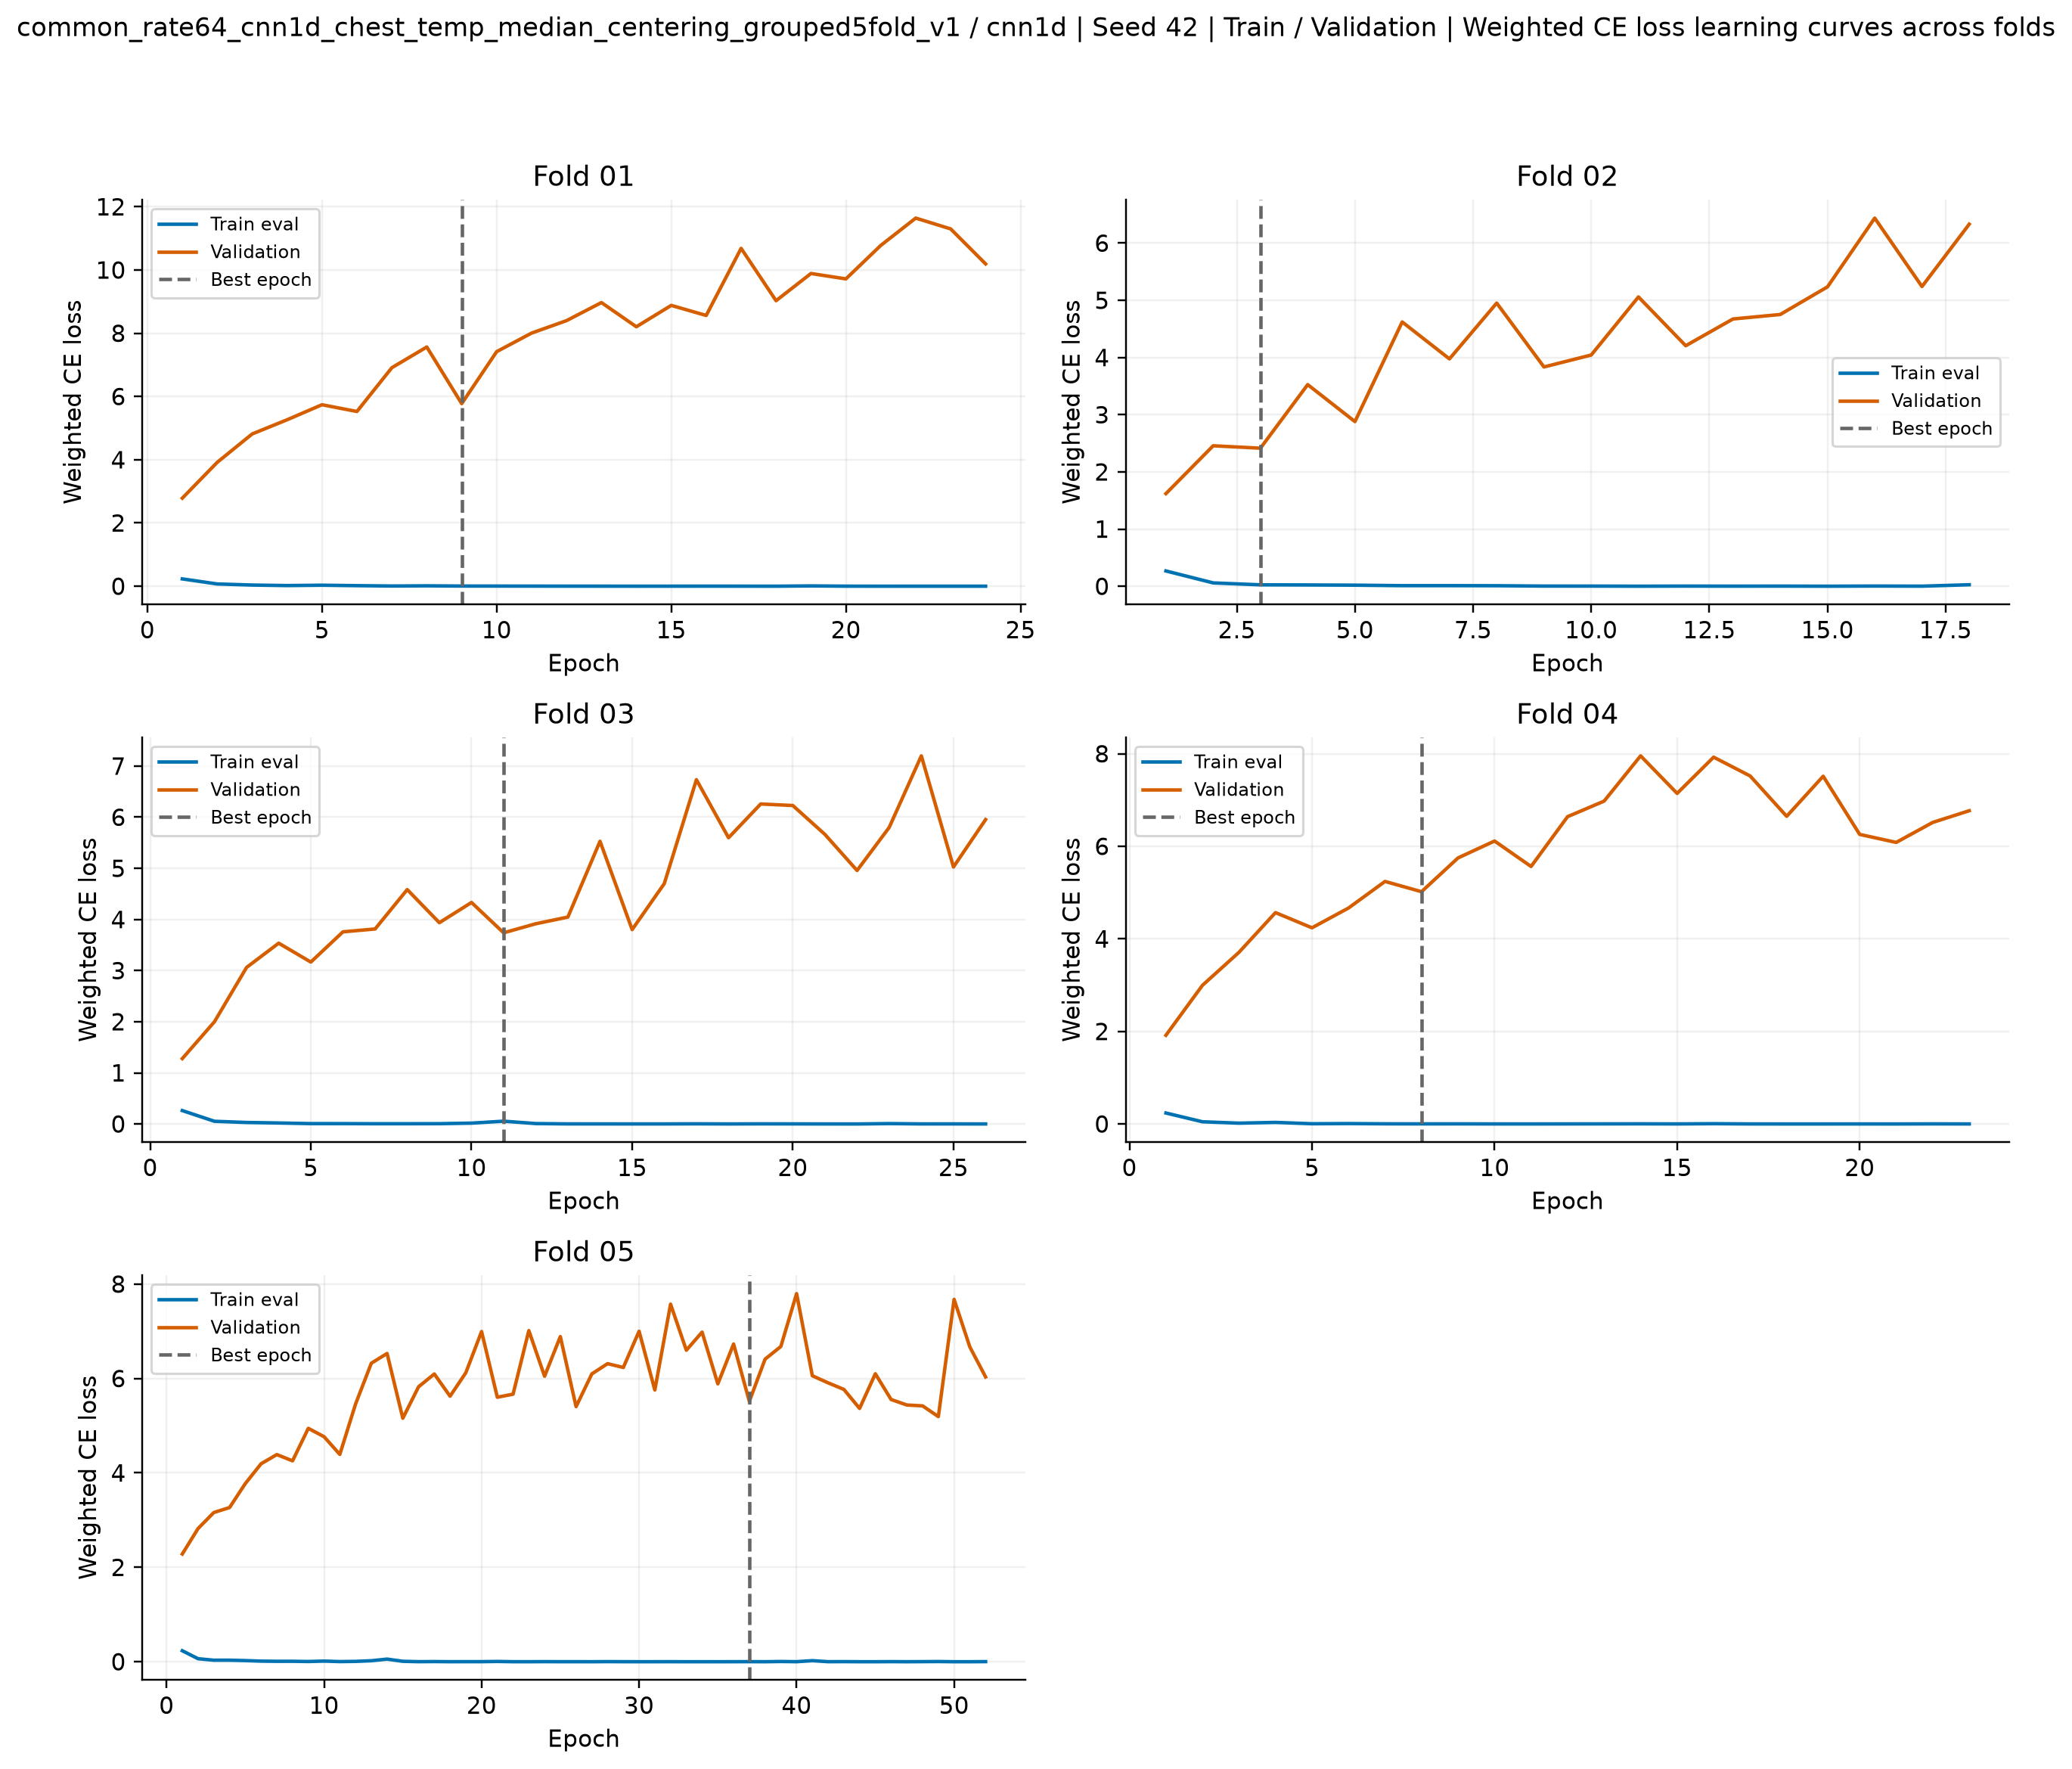 common_rate64_cnn1d_chest_temp_median_centering_grouped5fold_v1 / cnn1d | Seed 42 | Train / Validation | Weighted CE loss learning curves across folds
Fold 01
Weighted CE loss
12
10
8
6
4
2
0
Train eval
Validation
Best epoch
0 5 10 15 20 25
Epoch
Fold 02
Weighted CE loss
6
5
4
3
2
1
0
Train eval
Validation
Best epoch
2.5 5.0 7.5 10.0 12.5 15.0 17.5
Epoch
Fold 03
Weighted CE loss
7
6
5
4
3
2
1
0
Train eval
Validation
Best epoch
0 5 10 15 20 25
Epoch
Fold 04
Weighted CE loss
8
6
4
2
0
Train eval
Validation
Best epoch
0 5 10 15 20
Epoch
Fold 05
Weighted CE loss
8
6
4
2
0
Train eval
Validation
Best epoch
0 10 20 30 40 50
Epoch